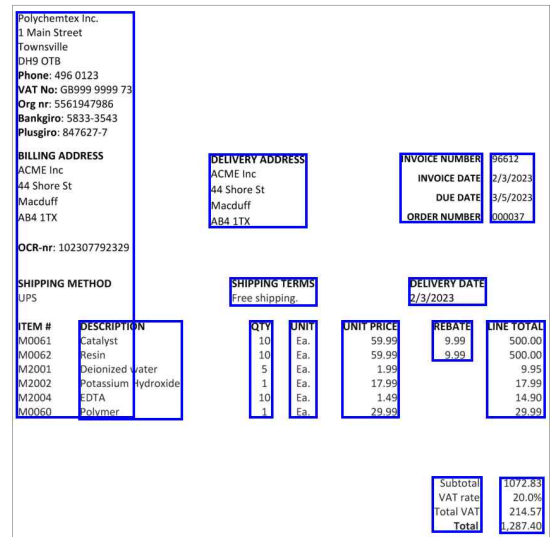 Polychemtex Inc.
1 Main Street
Townsville
DH9 OTB
Phone: 496 0123
VAT No: GB999 9999 73
Org nr: 5561947986
Bankgiro: 5833-3543
Plusgiro: 847627-7
BILLING ADDRESS DELIVERY ADDRESS INVOICE NUMBER 96612
ACME Inc ACME Inc INVOICE DATE 2/3/2023
44 Shore St 44 Shore St DUE DATE 3/5/2023
Macduff Macduff ORDER NUMBER 000037
AB4 1TX AB4 1TX
OCR-nr: 102307792329
SHIPPING METHOD SHIPPING TERMS DELIVERY DATE
UPS Free shipping. 2/3/2023
ITEM # DESCRIPTION QTY UNIT UNIT PRICE REBATE LINE TOTAL
M0061 Catalyst 10 Ea. 59.99 9.99 500.00
M0062 Resin 10 Ea. 59.99 9.99 500.00
M2001 Deionized water 5 Ea. 1.99 9.95
M2002 Potassium Hydroxide 1 Ea. 17.99 17.99
M2004 EDTA 10 Ea. 1.49 14.90
M0060 Polymer 1 Ea. 29.99 29.99
Subtotal 1072.83
VAT rate 20.0%
Total VAT 214.57
Total 1,287.40